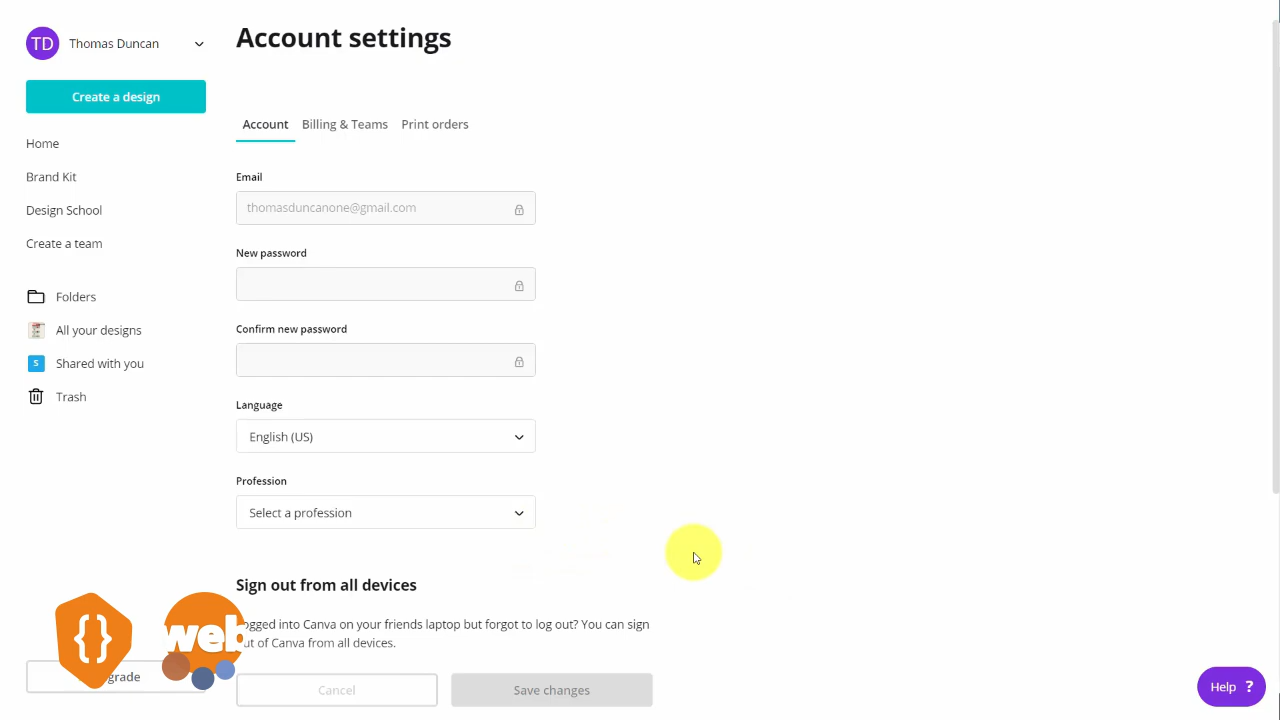 TD Thomas Duncan
Create a design
Home
Brand Kit
Design School
Create a team
Folders
All your designs
S Shared with you
Trash
grade
{}
web
Account settings
Account Billing & Teams Print orders
Email
thomasduncanone@gmail.com
New password
Confirm new password
Language
English (US)
Profession
Select a profession
Sign out from all devices
ogged into Canva on your friends laptop but forgot to log out? You can sign
ut of Canva from all devices.
Cancel Save changes
Help ?